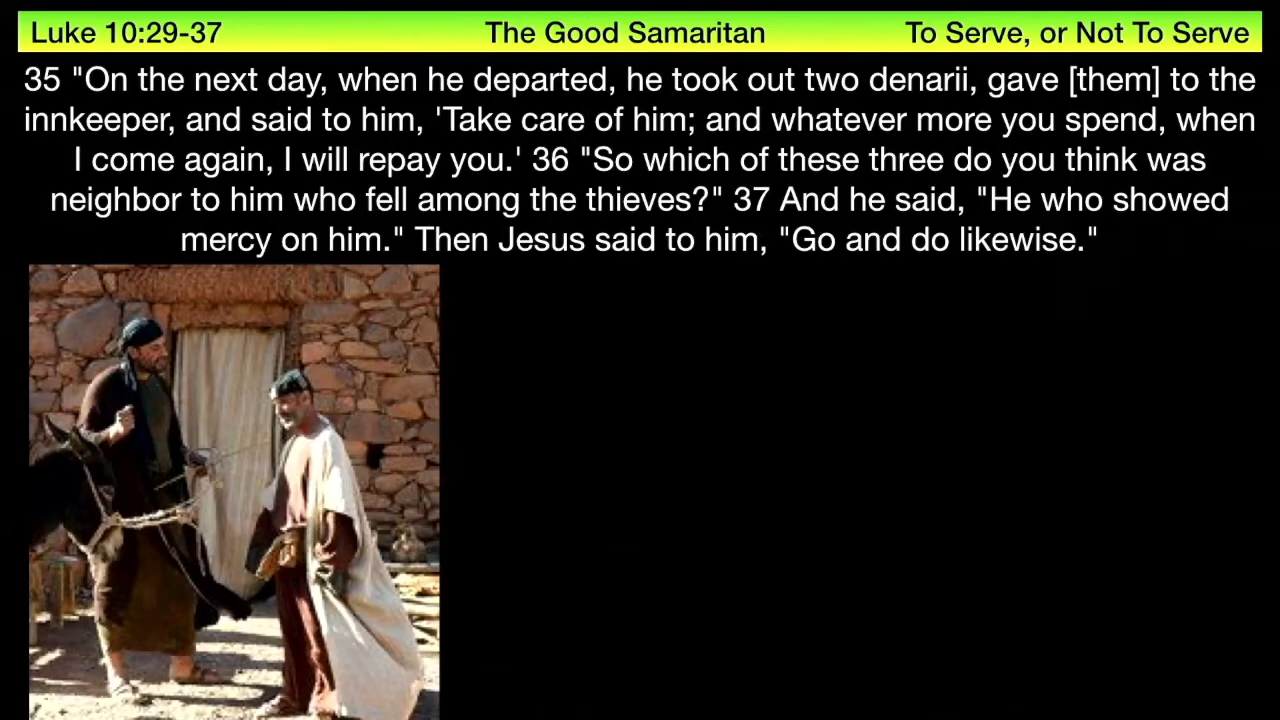 Luke 10:29-37 The Good Samaritan To Serve, or Not To Serve
35 "On the next day, when he departed, he took out two denarii, gave [them] to the
innkeeper, and said to him, 'Take care of him; and whatever more you spend, when
I come again, I will repay you.' 36 "So which of these three do you think was
neighbor to him who fell among the thieves?" 37 And he said, "He who showed
mercy on him." Then Jesus said to him, "Go and do likewise."